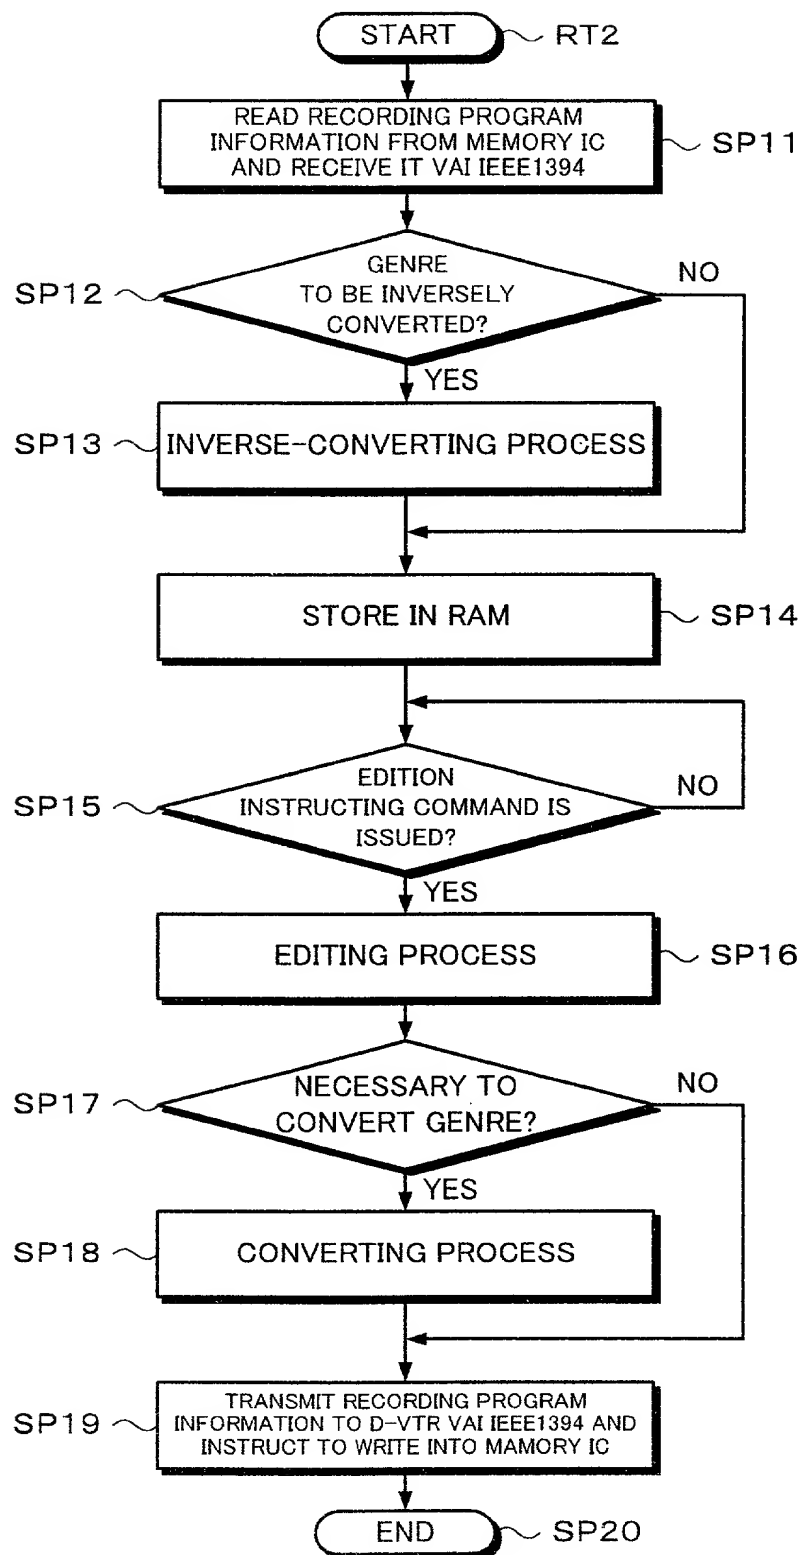 START
RT2
READ RECORDING PROGRAM
INFORMATION FROM MEMORY IC
AND RECEIVE IT VAI IEEE1394
SP11
SP12
GENRE
TO BE INVERSELY
CONVERTED?
NO
YES
SP13
INVERSE-CONVERTING PROCESS
STORE IN RAM
SP14
SP15
EDITION
INSTRUCTING COMMAND IS
ISSUED?
NO
YES
EDITING PROCESS
SP16
SP17
NECESSARY TO
CONVERT GENRE?
NO
YES
SP18
CONVERTING PROCESS
SP19
TRANSMIT RECORDING PROGRAM
INFORMATION TO D-VTR VAI IEEE1394 AND
INSTRUCT TO WRITE INTO MAMORY IC
END
SP20